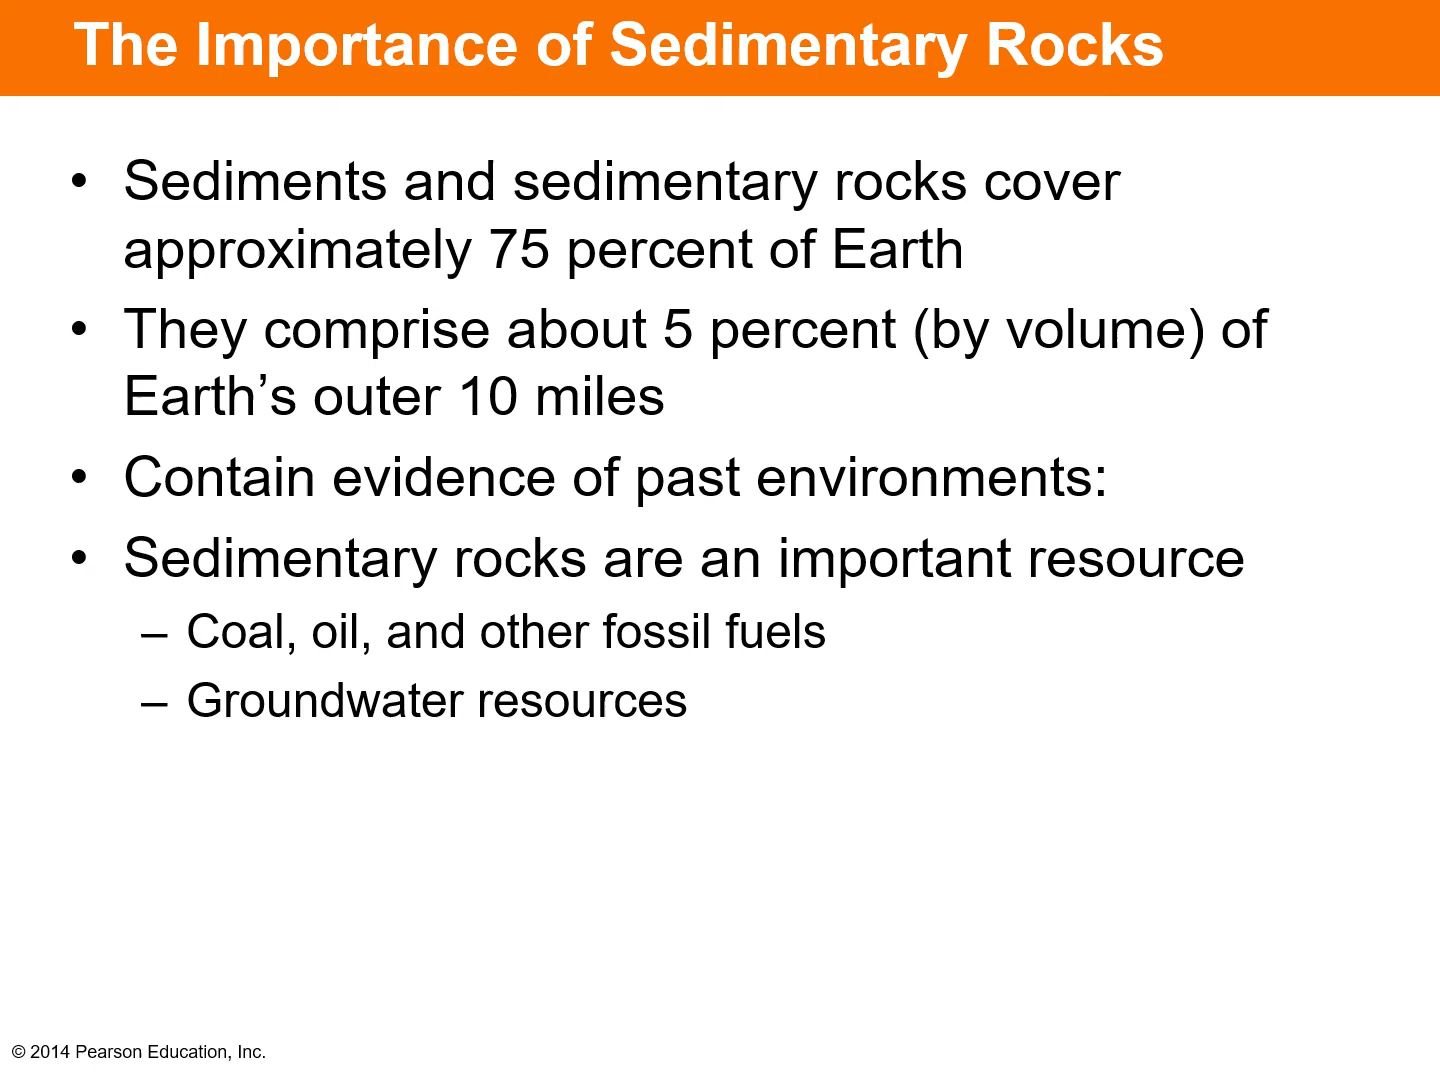 The Importance of Sedimentary Rocks
• Sediments and sedimentary rocks cover
approximately 75 percent of Earth
• They comprise about 5 percent (by volume) of
Earth’s outer 10 miles
• Contain evidence of past environments:
• Sedimentary rocks are an important resource
– Coal, oil, and other fossil fuels
– Groundwater resources
© 2014 Pearson Education, Inc.